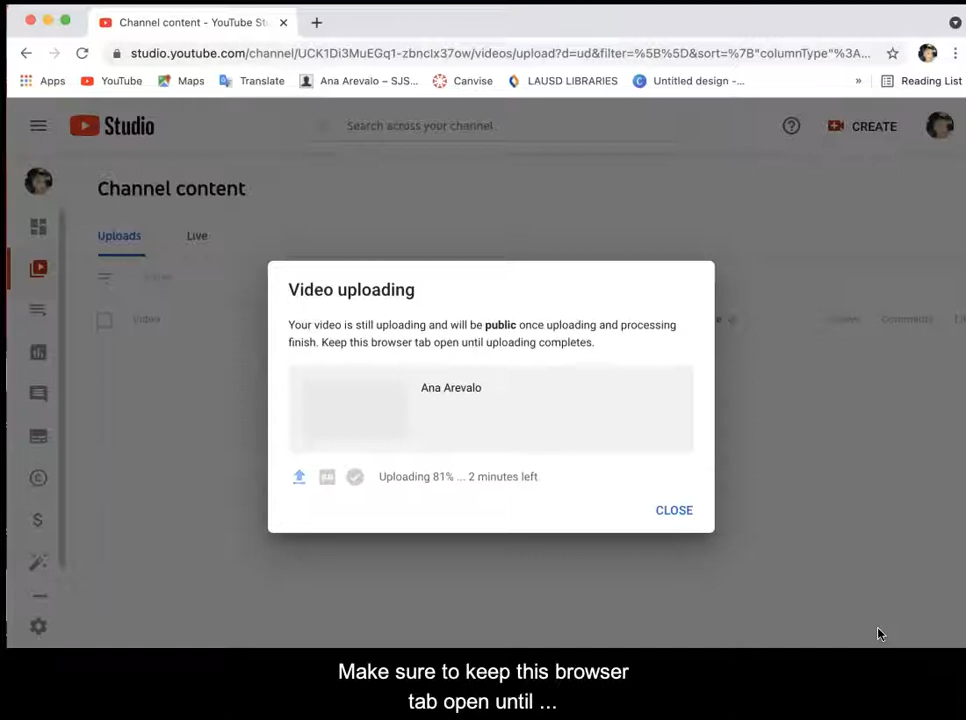 Channel content - YouTube St
studio.youtube.com/channel/UCK1Di3MuEGq1-zbnclx37ow/videos/upload?d=ud&filter=%5B%5D&sort=%7B"columnType"%3A...
Apps YouTube Maps Translate Ana Arevalo – SJS... Canvise LAUSD LIBRARIES Untitled design -... » Reading List
Studio
Search across your channel
CREATE
Channel content
Uploads Live
Video
Comments
Video uploading
Your video is still uploading and will be public once uploading and processing
finish. Keep this browser tab open until uploading completes.
Ana Arevalo
Uploading 81% ... 2 minutes left
CLOSE
Make sure to keep this browser
tab open until ...